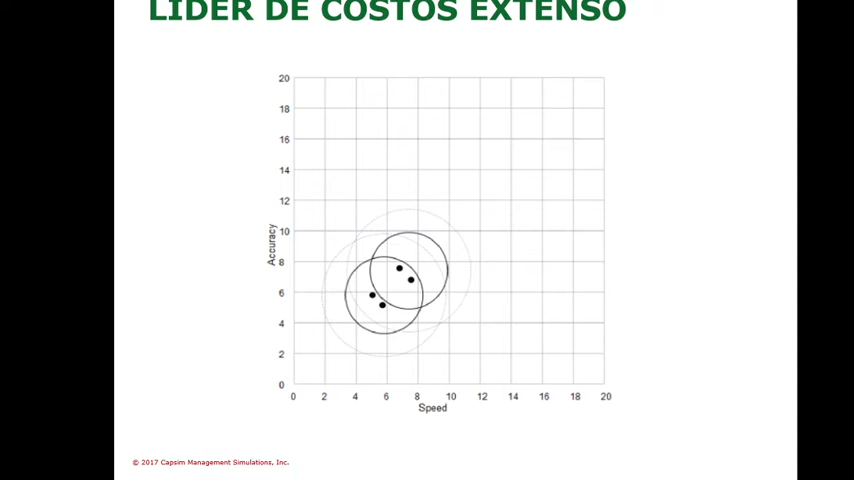 LIDER DE COSTOS EXTENSO
20
18
16
14
12
10
8
6
4
2
0
Accuracy
0 2 4 6 8 10 12 14 16 18 20
Speed
© 2017 Capsim Management Simulations, Inc.